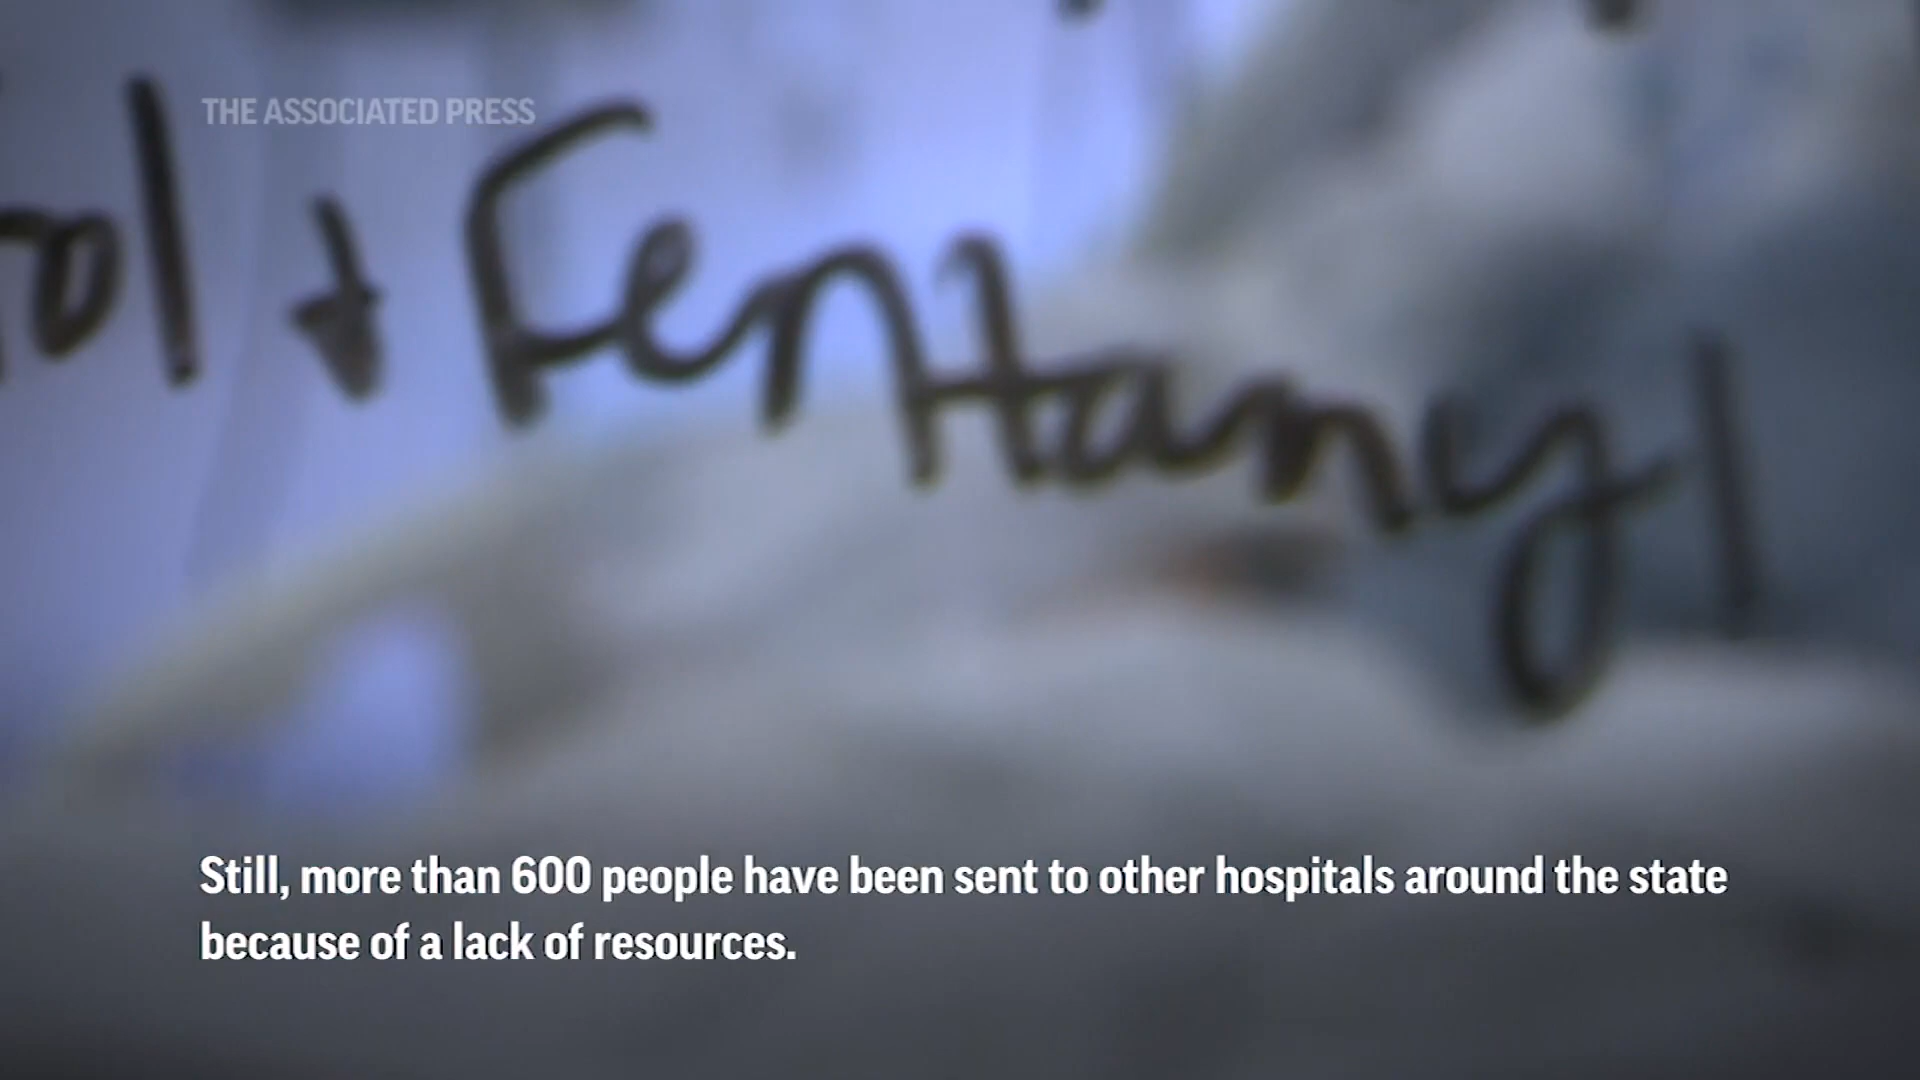 THE ASSOCIATED PRESS
ol + Fentanyl
Still, more than 600 people have been sent to other hospitals around the state
because of a lack of resources.